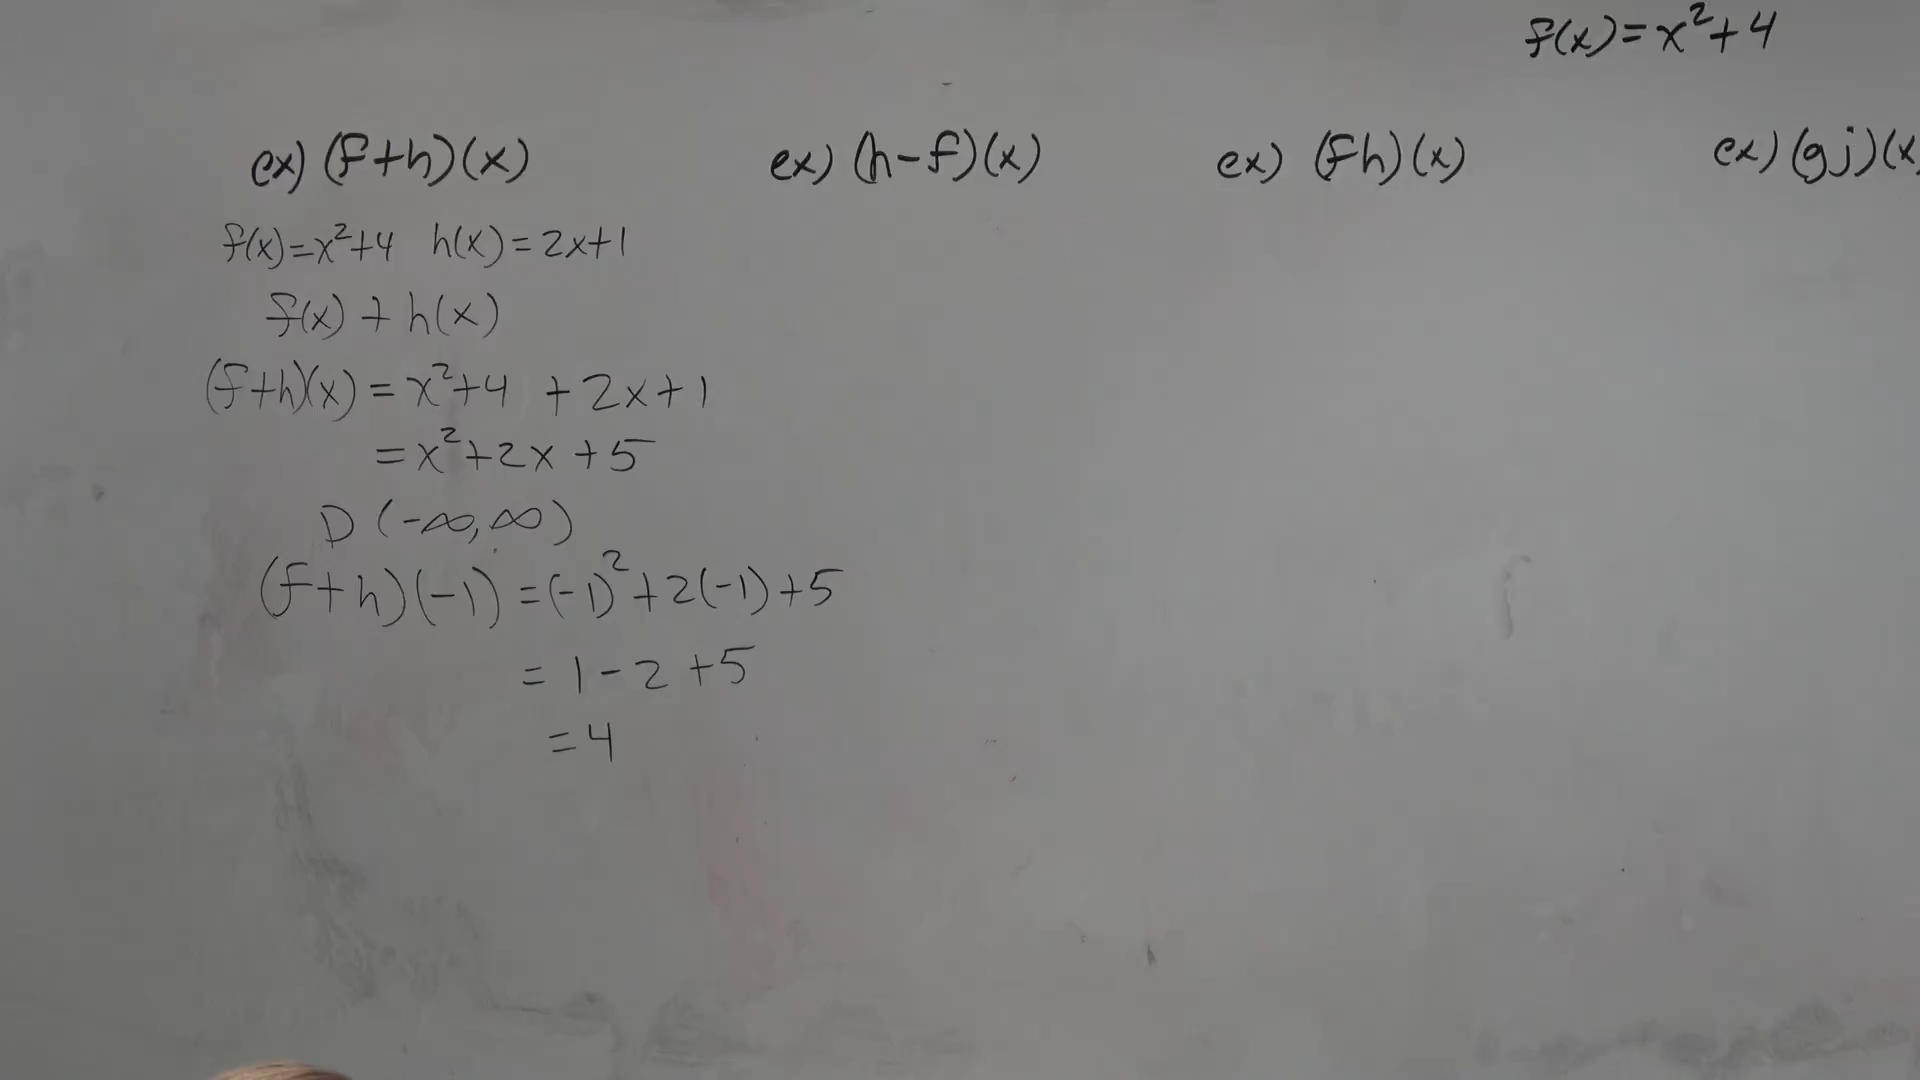 f(x)=x²+4
ex) (f+h)(x)
ex) (h-f)(x)
ex) (fh)(x)
ex) (gj)(x
f(x)=x²+4 h(x)=2x+1
f(x) + h(x)
(f+h)(x) = x²+4 +2x+1
= x²+2x+5
D (-∞,∞)
(f+h)(-1) = (-1)²+2(-1)+5
= 1-2+5
= 4